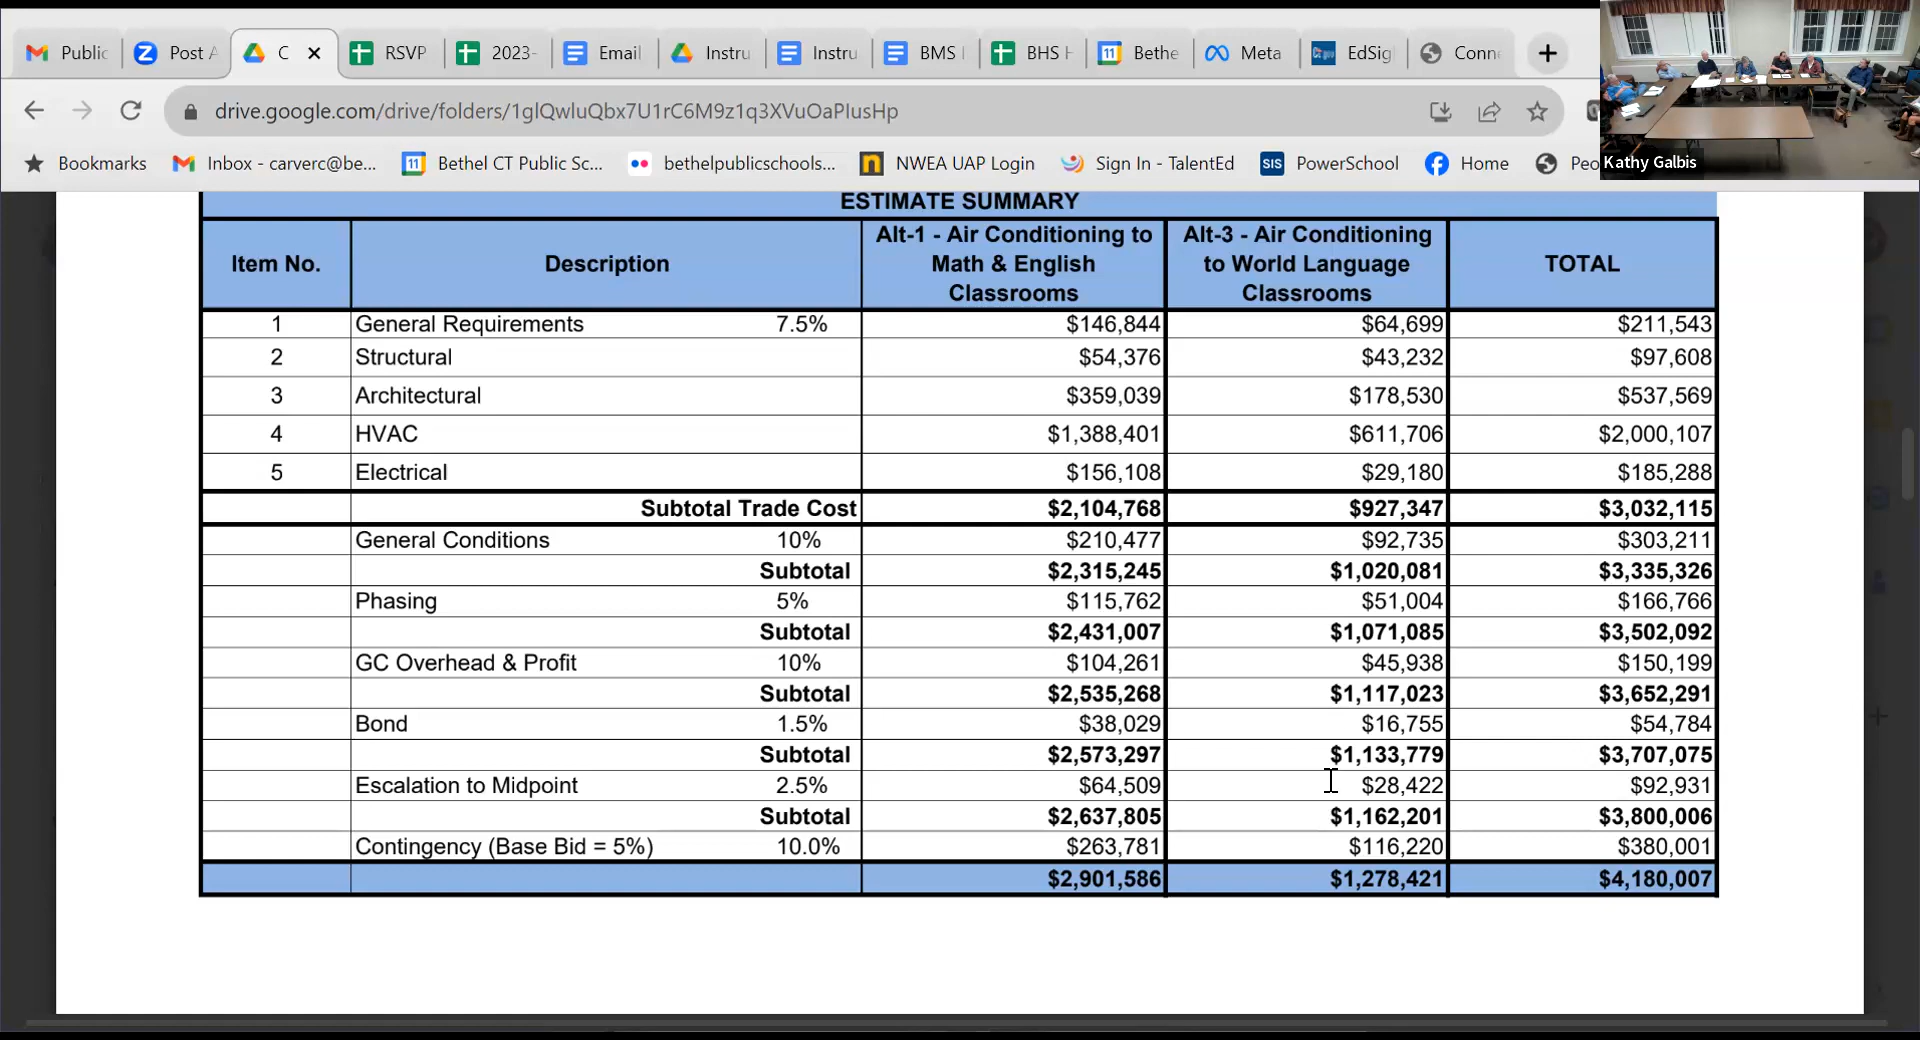 Public
Post A
C
RSVP
2023-
Email
Instru
Instru
BMS
BHS H
11 Bethe
Meta
EdSig
Conn
drive.google.com/drive/folders/1glQwluQbx7U1rC6M9z1q3XVuOaPIusHp
Bookmarks
Inbox - carverc@be...
11 Bethel CT Public Sc...
bethelpublicschools...
NWEA UAP Login
Sign In - TalentEd
SIS PowerSchool
Home
Peo
Kathy Galbis
ESTIMATE SUMMARY
Item No. Description Alt-1 - Air Conditioning to Math & English Classrooms Alt-3 - Air Conditioning to World Language Classrooms TOTAL
1 General Requirements 7.5% $146,844 $64,699 $211,543
2 Structural $54,376 $43,232 $97,608
3 Architectural $359,039 $178,530 $537,569
4 HVAC $1,388,401 $611,706 $2,000,107
5 Electrical $156,108 $29,180 $185,288
Subtotal Trade Cost $2,104,768 $927,347 $3,032,115
General Conditions 10% $210,477 $92,735 $303,211
Subtotal $2,315,245 $1,020,081 $3,335,326
Phasing 5% $115,762 $51,004 $166,766
Subtotal $2,431,007 $1,071,085 $3,502,092
GC Overhead & Profit 10% $104,261 $45,938 $150,199
Subtotal $2,535,268 $1,117,023 $3,652,291
Bond 1.5% $38,029 $16,755 $54,784
Subtotal $2,573,297 $1,133,779 $3,707,075
Escalation to Midpoint 2.5% $64,509 $28,422 $92,931
Subtotal $2,637,805 $1,162,201 $3,800,006
Contingency (Base Bid = 5%) 10.0% $263,781 $116,220 $380,001
$2,901,586 $1,278,421 $4,180,007